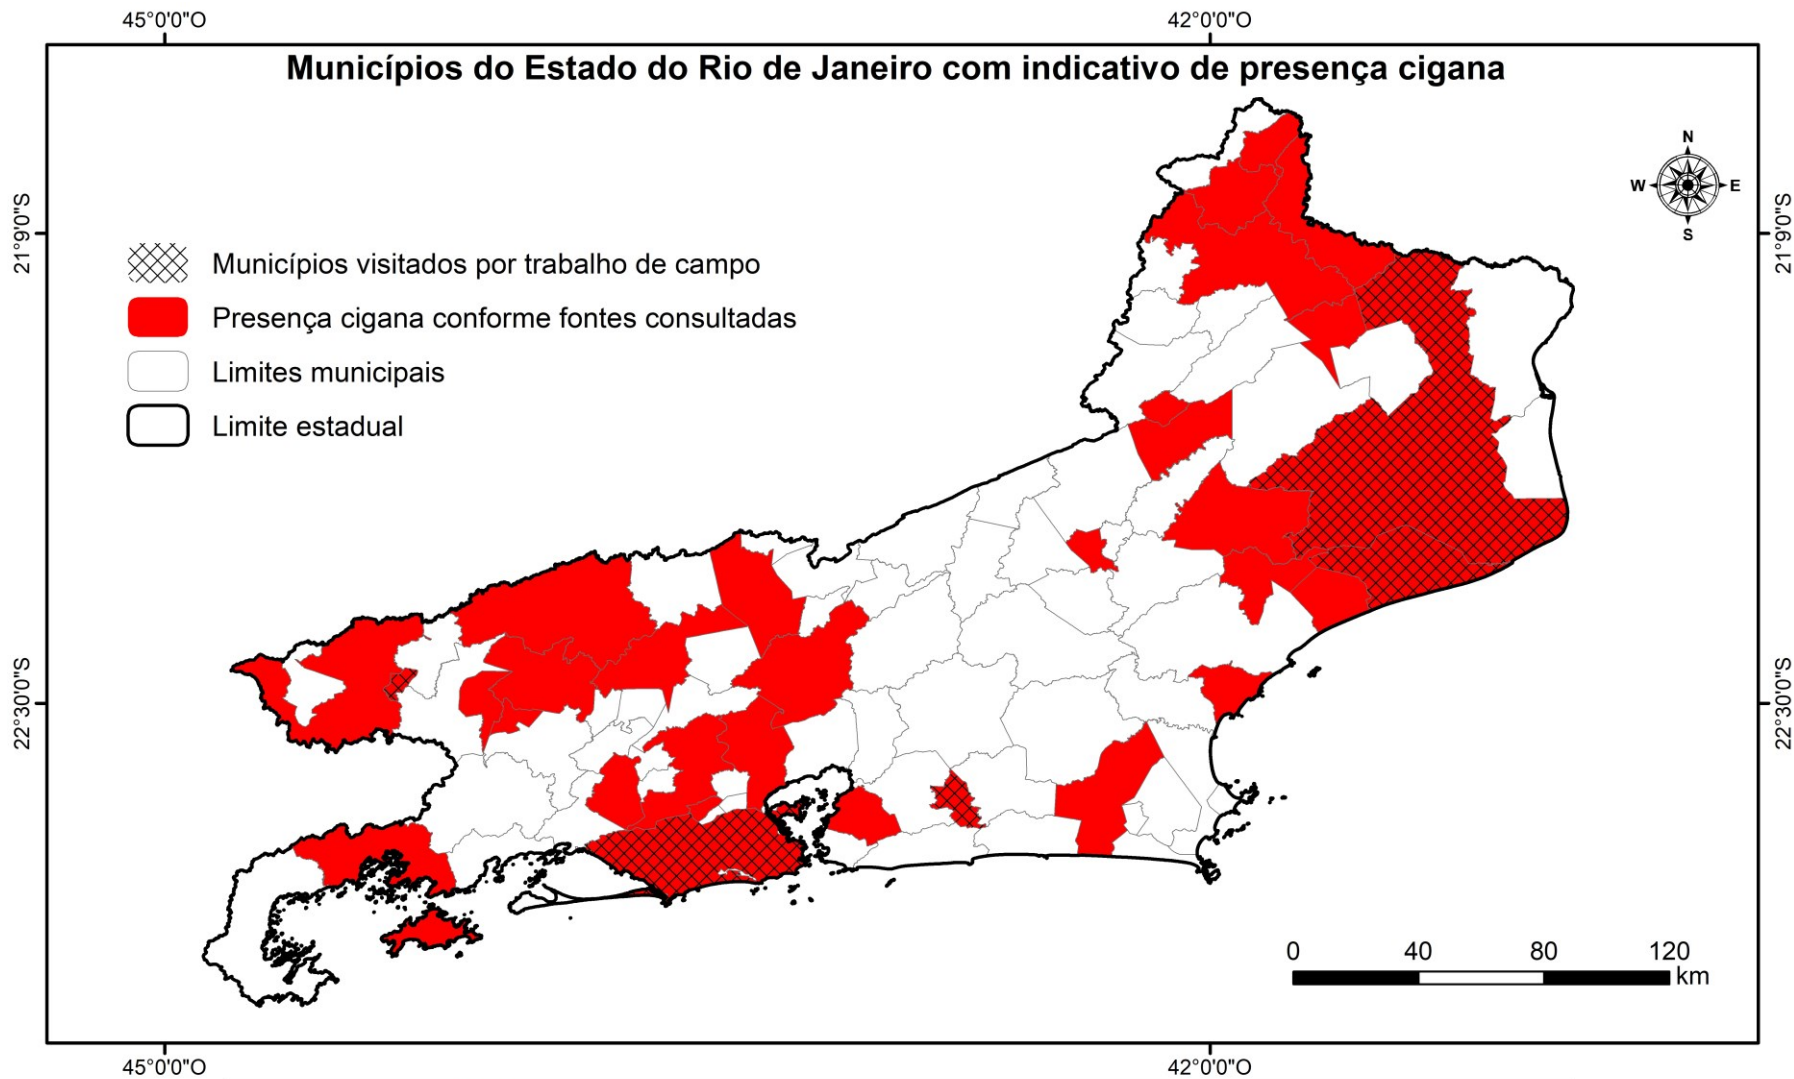 45°0'0"O 42°0'0"O
Municípios do Estado do Rio de Janeiro com indicativo de presença cigana
N
W E
S
21°9'0"S 21°9'0"S
Municípios visitados por trabalho de campo
Presença cigana conforme fontes consultadas
Limites municipais
Limite estadual
22°30'0"S 22°30'0"S
0 40 80 120
km
45°0'0"O 42°0'0"O